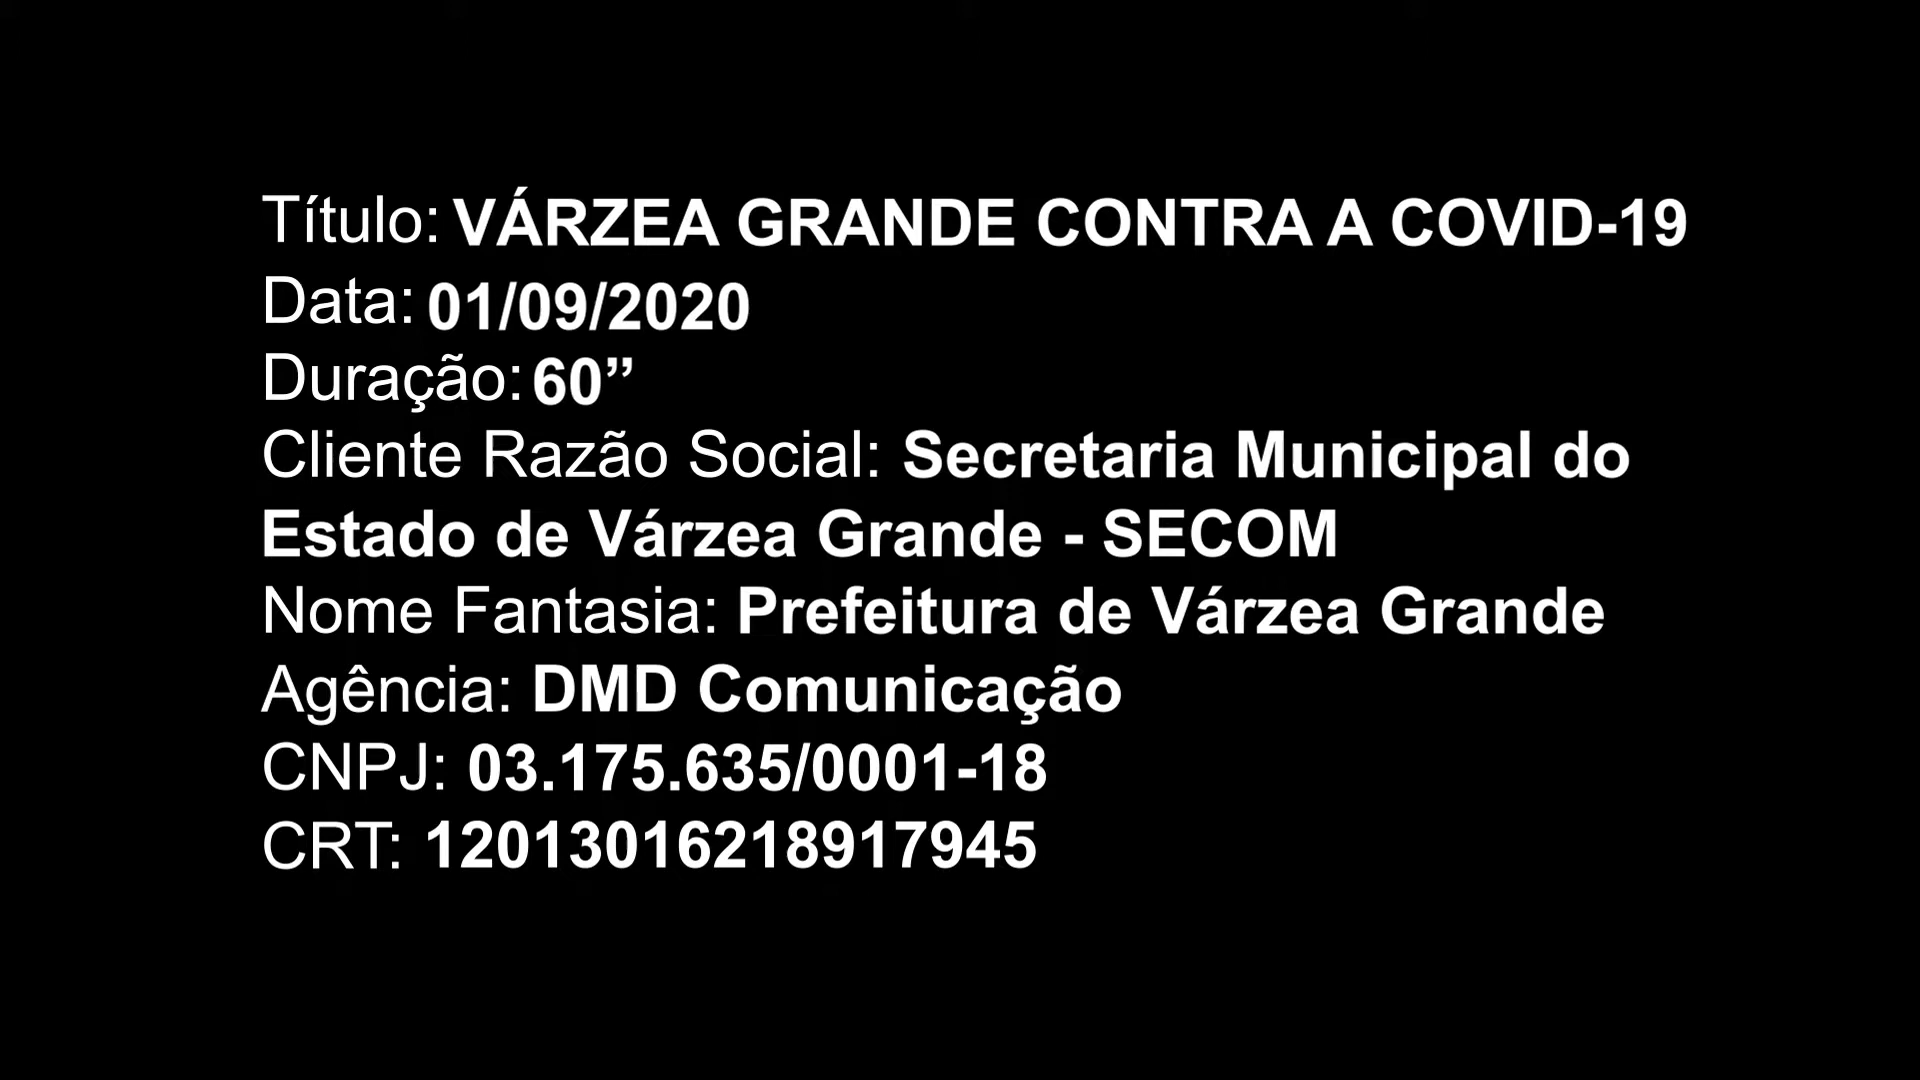 Título: VÁRZEA GRANDE CONTRA A COVID-19
Data: 01/09/2020
Duração: 60”
Cliente Razão Social: Secretaria Municipal do
Estado de Várzea Grande - SECOM
Nome Fantasia: Prefeitura de Várzea Grande
Agência: DMD Comunicação
CNPJ: 03.175.635/0001-18
CRT: 12013016218917945